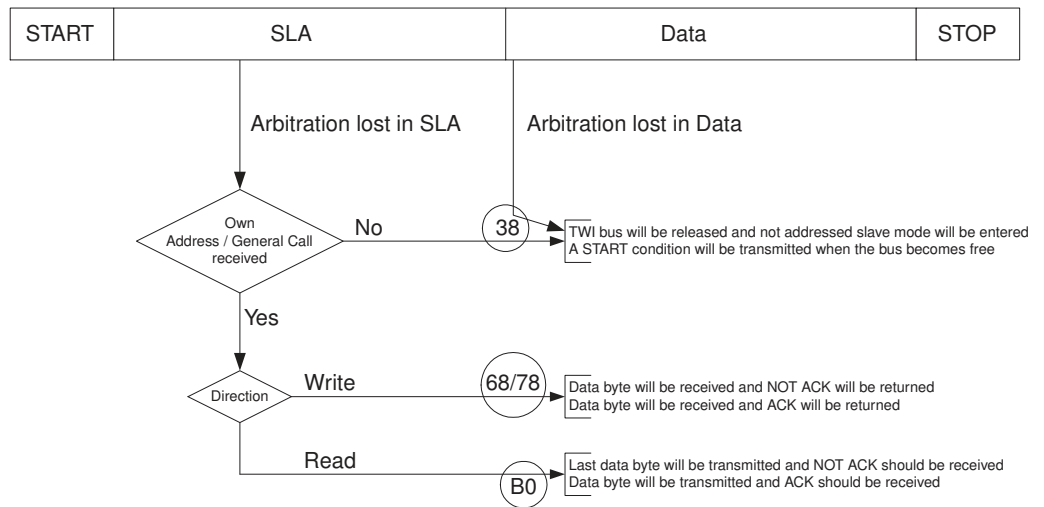 START SLA Data STOP
Arbitration lost in SLA Arbitration lost in Data
Own
Address / General Call
received
No
38
TWI bus will be released and not addressed slave mode will be entered
A START condition will be transmitted when the bus becomes free
Yes
Direction
Write
68/78
Data byte will be received and NOT ACK will be returned
Data byte will be received and ACK will be returned
Read
B0
Last data byte will be transmitted and NOT ACK should be received
Data byte will be transmitted and ACK should be received